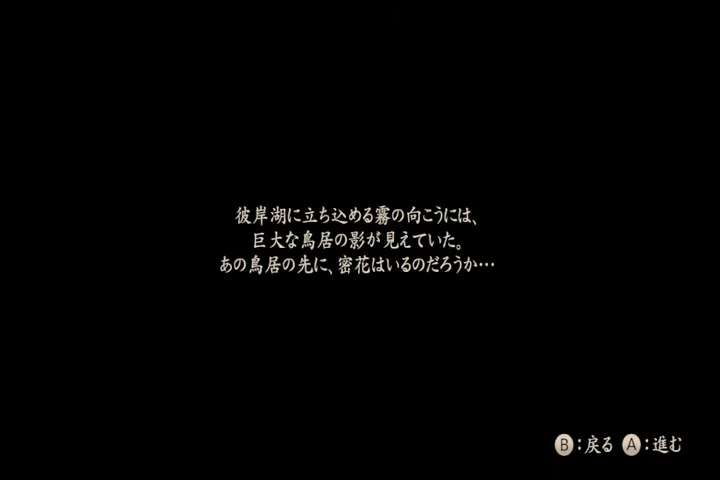 彼岸湖に立ち込める霧の向こうには、
巨大な鳥居の影が見えていた。
あの鳥居の先に、密花はいるのだろうか…
B:戻る A:進む